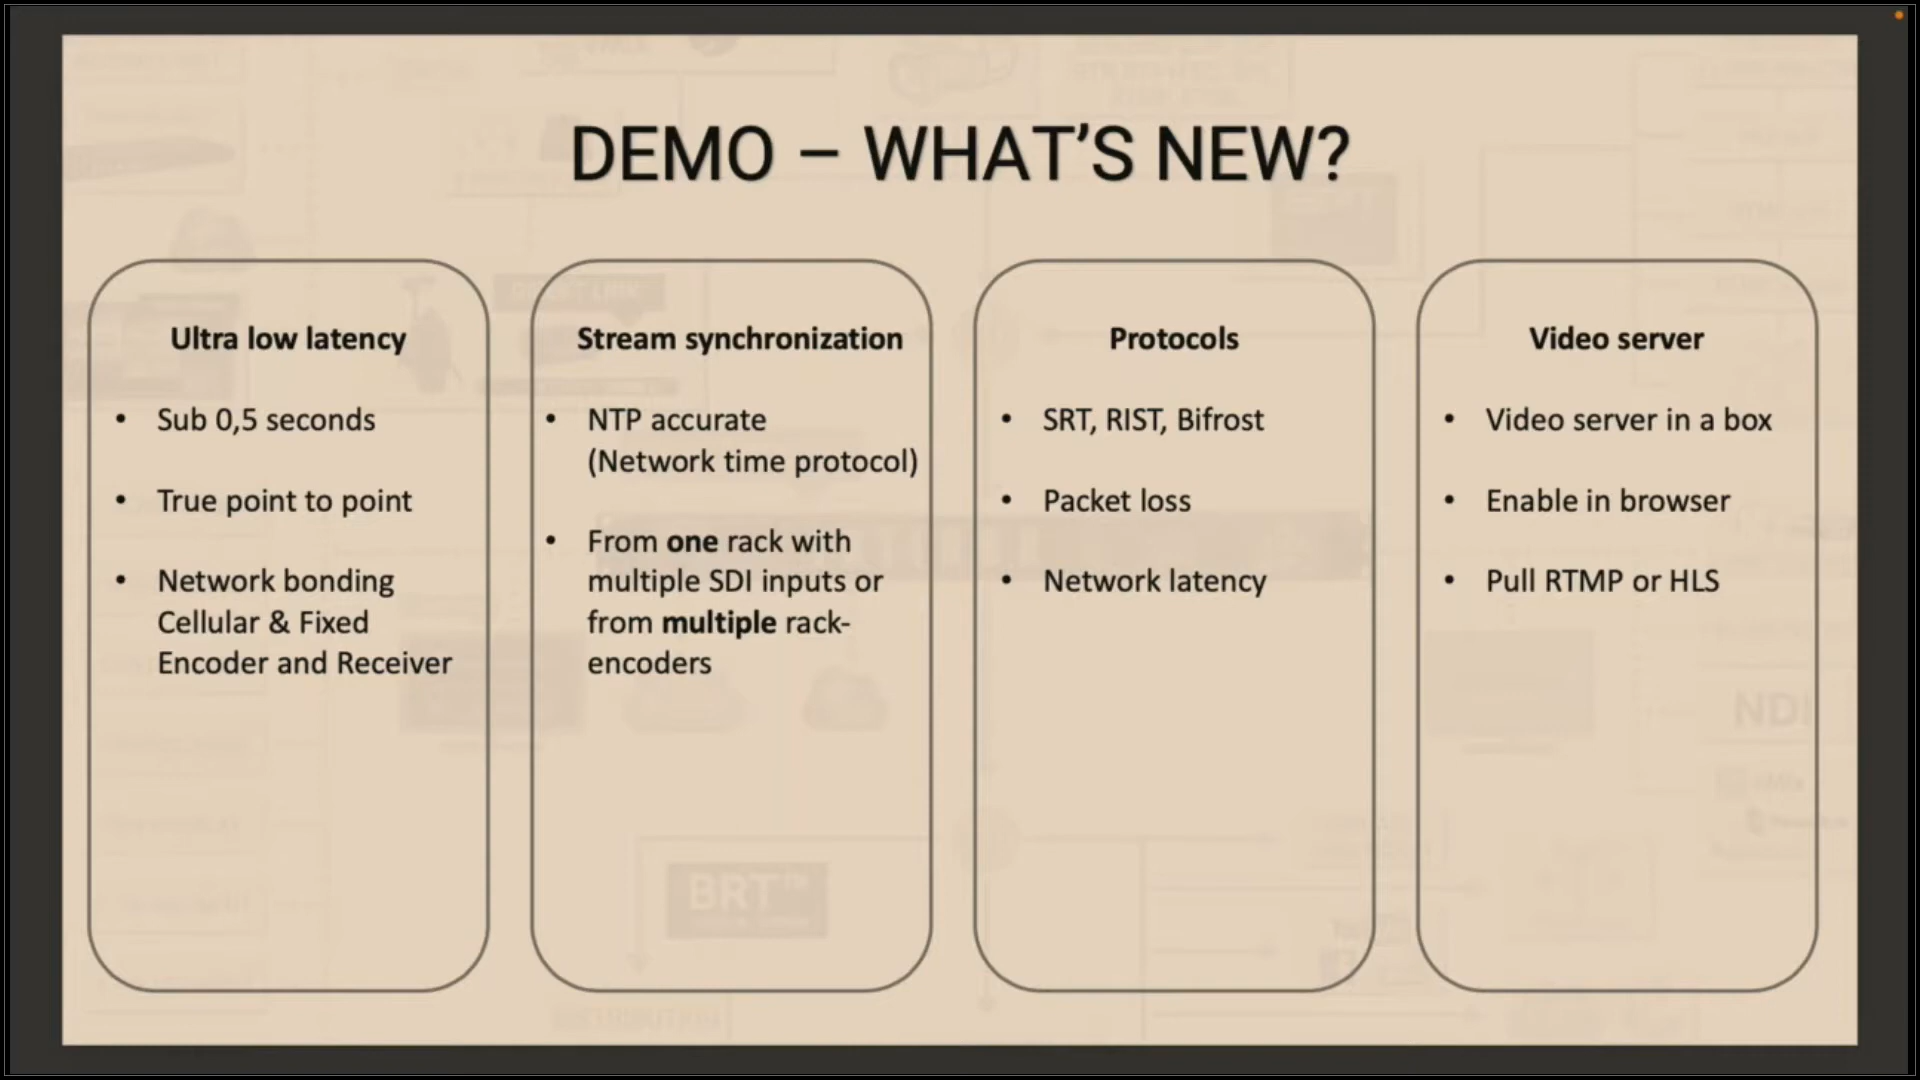 DEMO – WHAT'S NEW?
Ultra low latency
• Sub 0,5 seconds
• True point to point
• Network bonding
Cellular & Fixed
Encoder and Receiver
Stream synchronization
• NTP accurate
(Network time protocol)
• From one rack with
multiple SDI inputs or
from multiple rack-
encoders
Protocols
• SRT, RIST, Bifrost
• Packet loss
• Network latency
Video server
• Video server in a box
• Enable in browser
• Pull RTMP or HLS
NDI
BRT
DISTRIBUTION